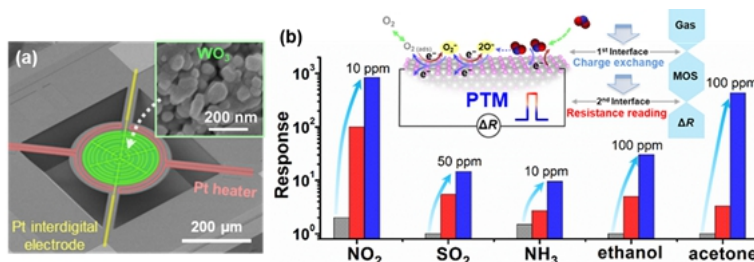 (a)
WO3
200 nm
Pt heater
Pt interdigital
electrode
200 μm
(b)
Response
10³
10²
10¹
10⁰
10 ppm
50 ppm
10 ppm
100 ppm
100 ppm
NO₂
SO₂
NH₃
ethanol
acetone
O₂
O₂ (ads)
O₂⁻
2O⁻
e⁻
e⁻
e⁻
e⁻
PTM
ΔR
1st Interface
Charge exchange
2nd Interface
Resistance reading
Gas
MOS
ΔR